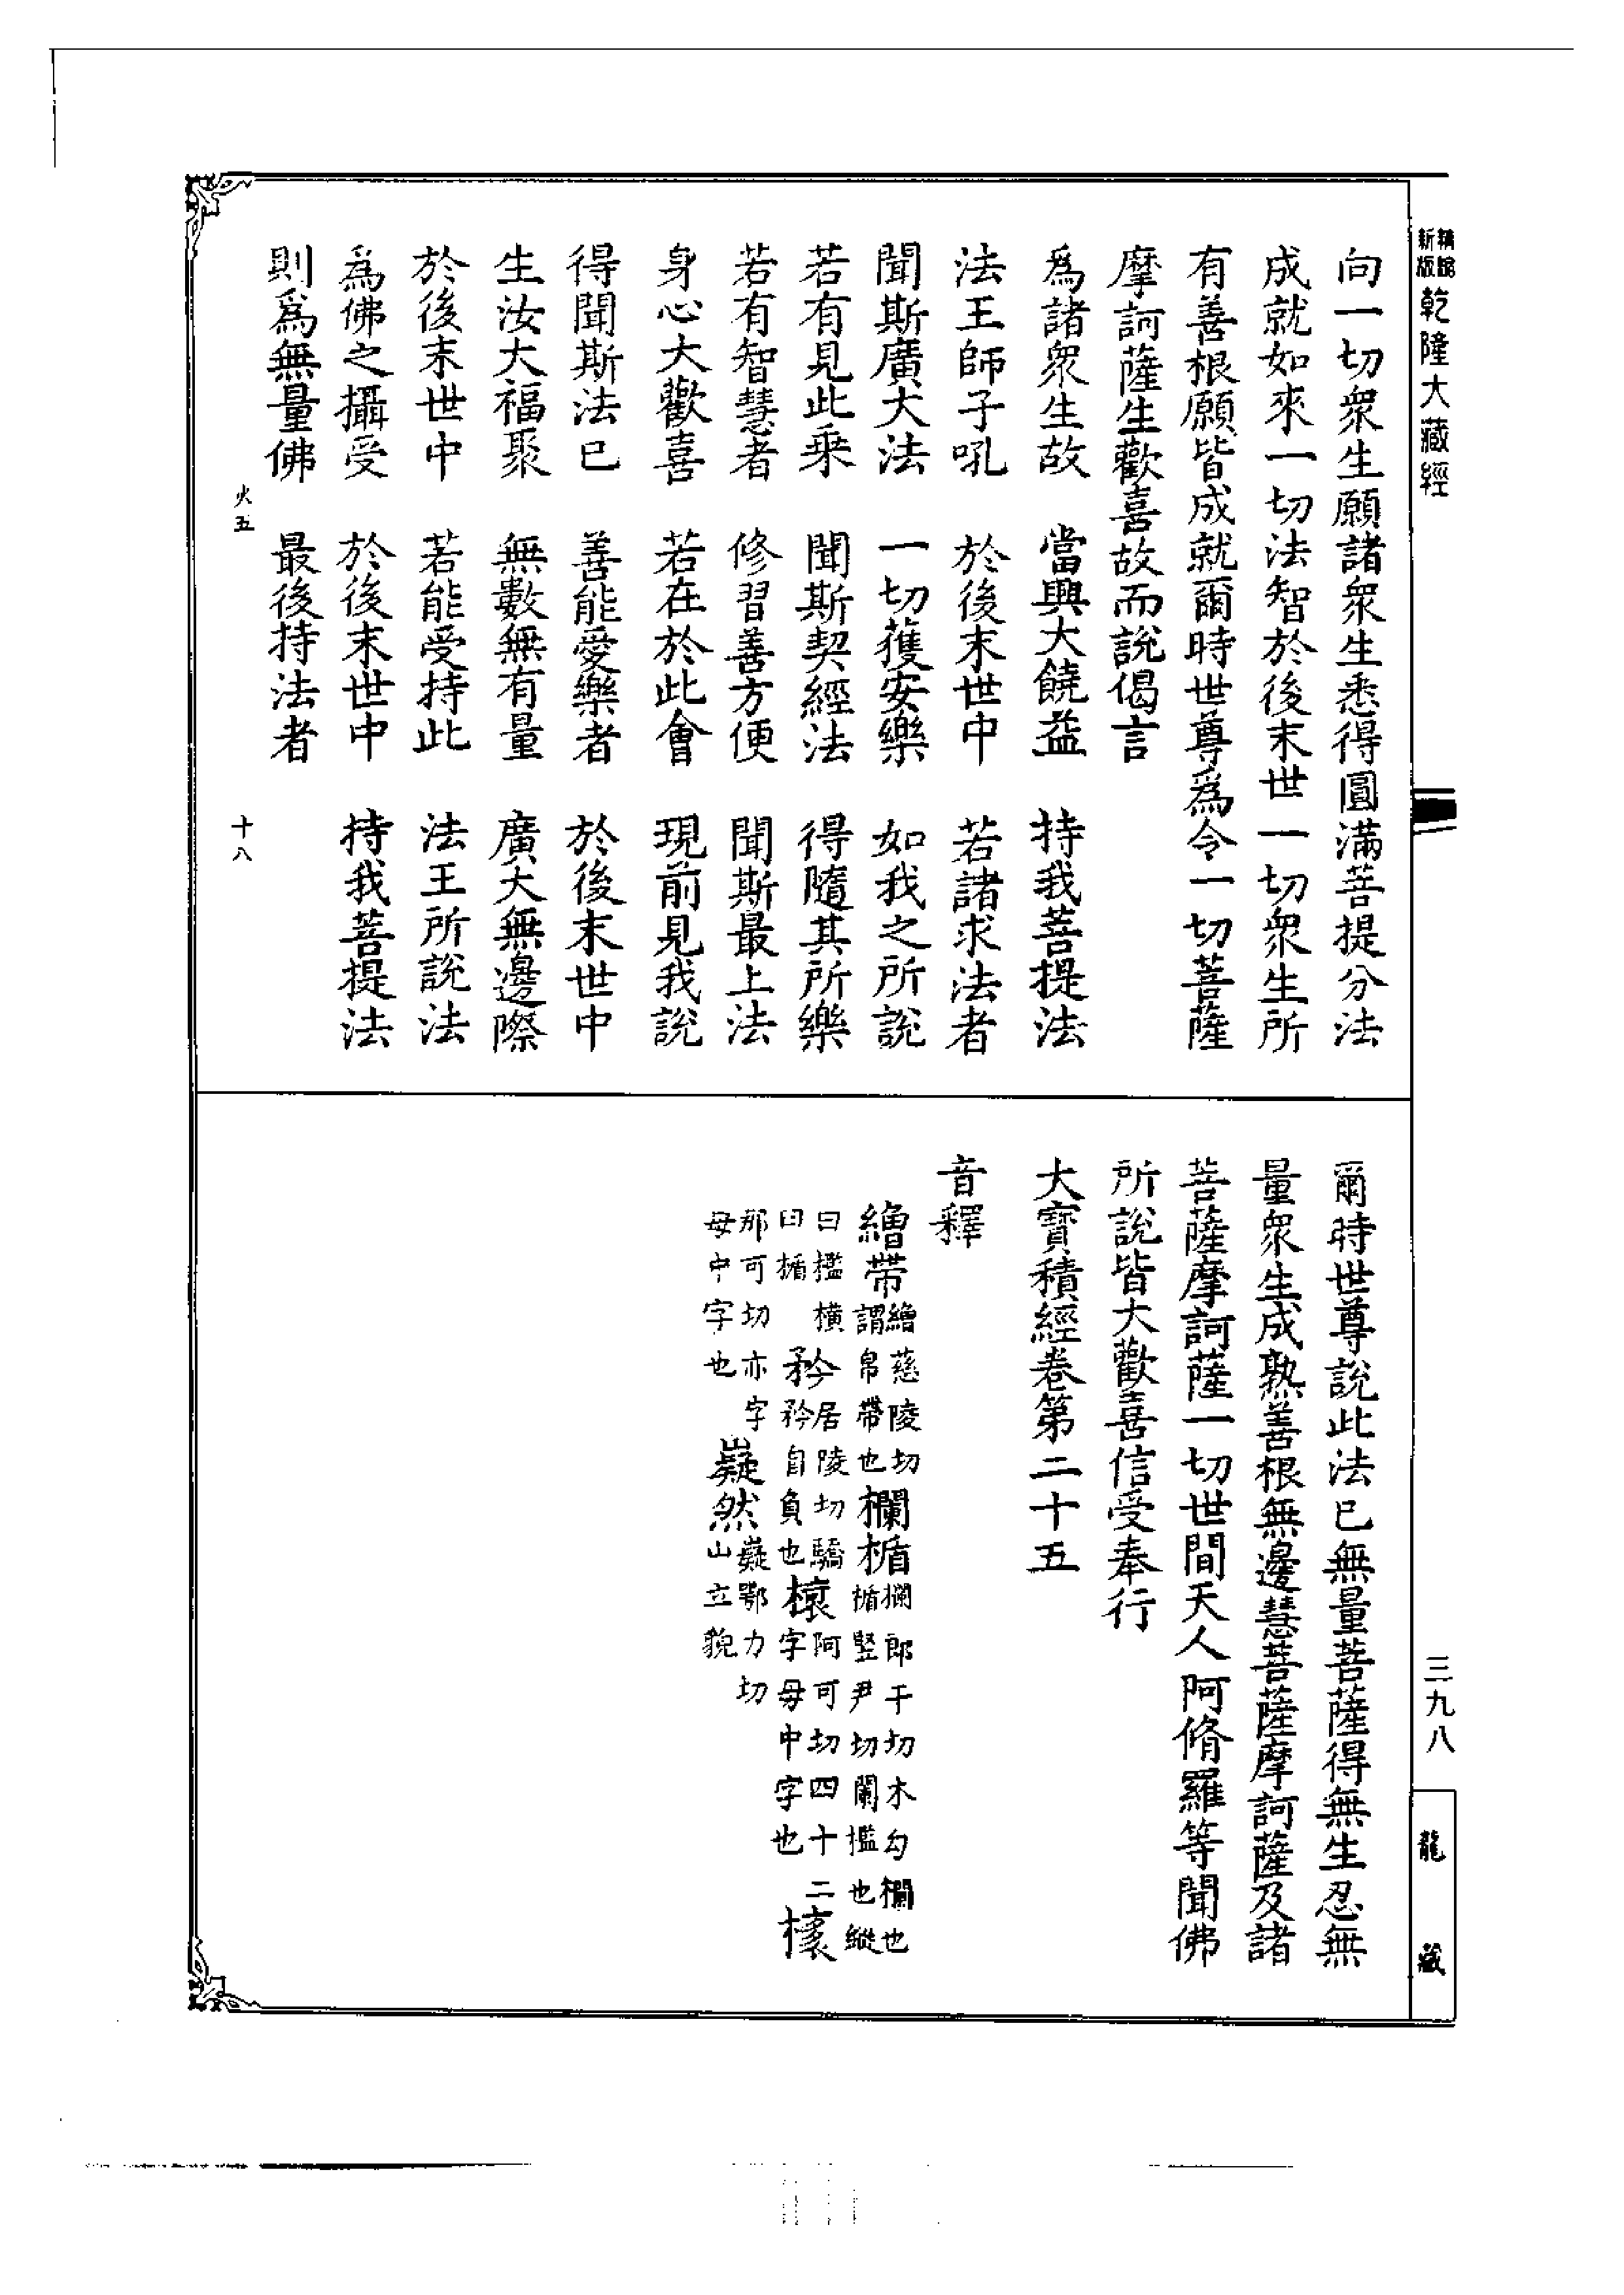 新版
精縮
乾隆大藏經
三九八
龍藏
向一切衆生願諸衆生悉得圓滿菩提分法
成就如來一切法智於後末世一切衆生所
有善根願皆成就爾時世尊爲令一切菩薩
摩訶薩生歡喜故而說偈言
爲諸衆生故　當興大饒益　持我菩提法
法王師子吼　於後末世中　若諸求法者
聞斯廣大法　一切獲安樂　如我之所說
若有見此乘　聞斯契經法　得隨其所樂
若有智慧者　修習善方便　聞斯最上法
身心大歡喜　若在於此會　現前見我說
得聞斯法已　善能愛樂者　於後末世中
生汝大福聚　無數無有量　廣大無邊際
於後末世中　若能受持此　法王所說法
為佛之攝受　於後末世中　持我菩提法
則爲無量佛　最後持法者
火五　十八
爾時世尊說此法已無量菩薩得無生忍無
量衆生成熟善根無邊慧菩薩摩訶薩及諸
菩薩摩訶薩一切世間天人阿脩羅等聞佛
所說皆大歡喜信受奉行
大寶積經卷第二十五
音釋
繒帶繒慈陵切謂帛帶也欄楯欄郎干切木勾欄也楯竪尹切闌檻也縱
曰檻橫曰楯矜居陵切驕矜自負也㯈阿可切四十二字母中字也㯈
那可切亦字母中字也嶷然嶷鄂力切山立貌